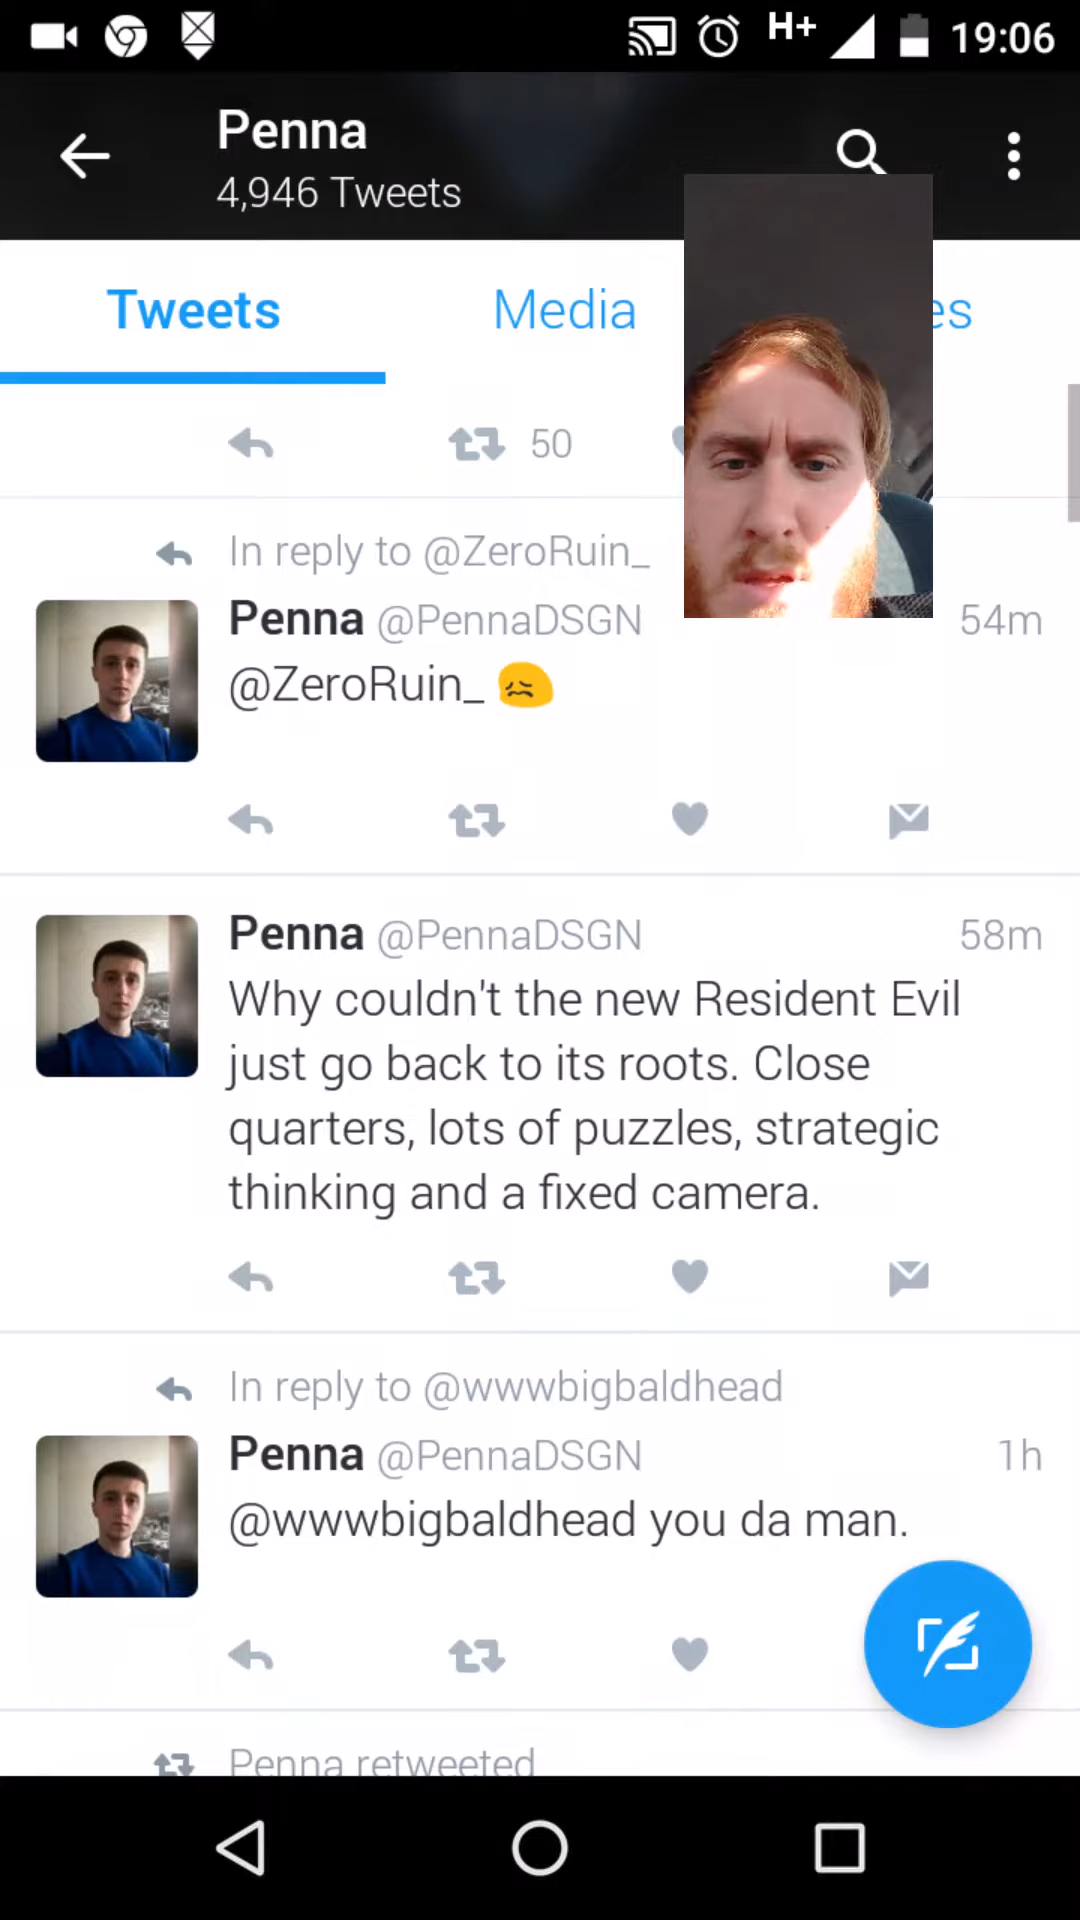 H+ 19:06
Penna
4,946 Tweets
Tweets Media es
50
In reply to @ZeroRuin_
Penna @PennaDSGN 54m
@ZeroRuin_ 😖
Penna @PennaDSGN 58m
Why couldn't the new Resident Evil
just go back to its roots. Close
quarters, lots of puzzles, strategic
thinking and a fixed camera.
In reply to @wwwbigbaldhead
Penna @PennaDSGN 1h
@wwwbigbaldhead you da man.
Penna retweeted